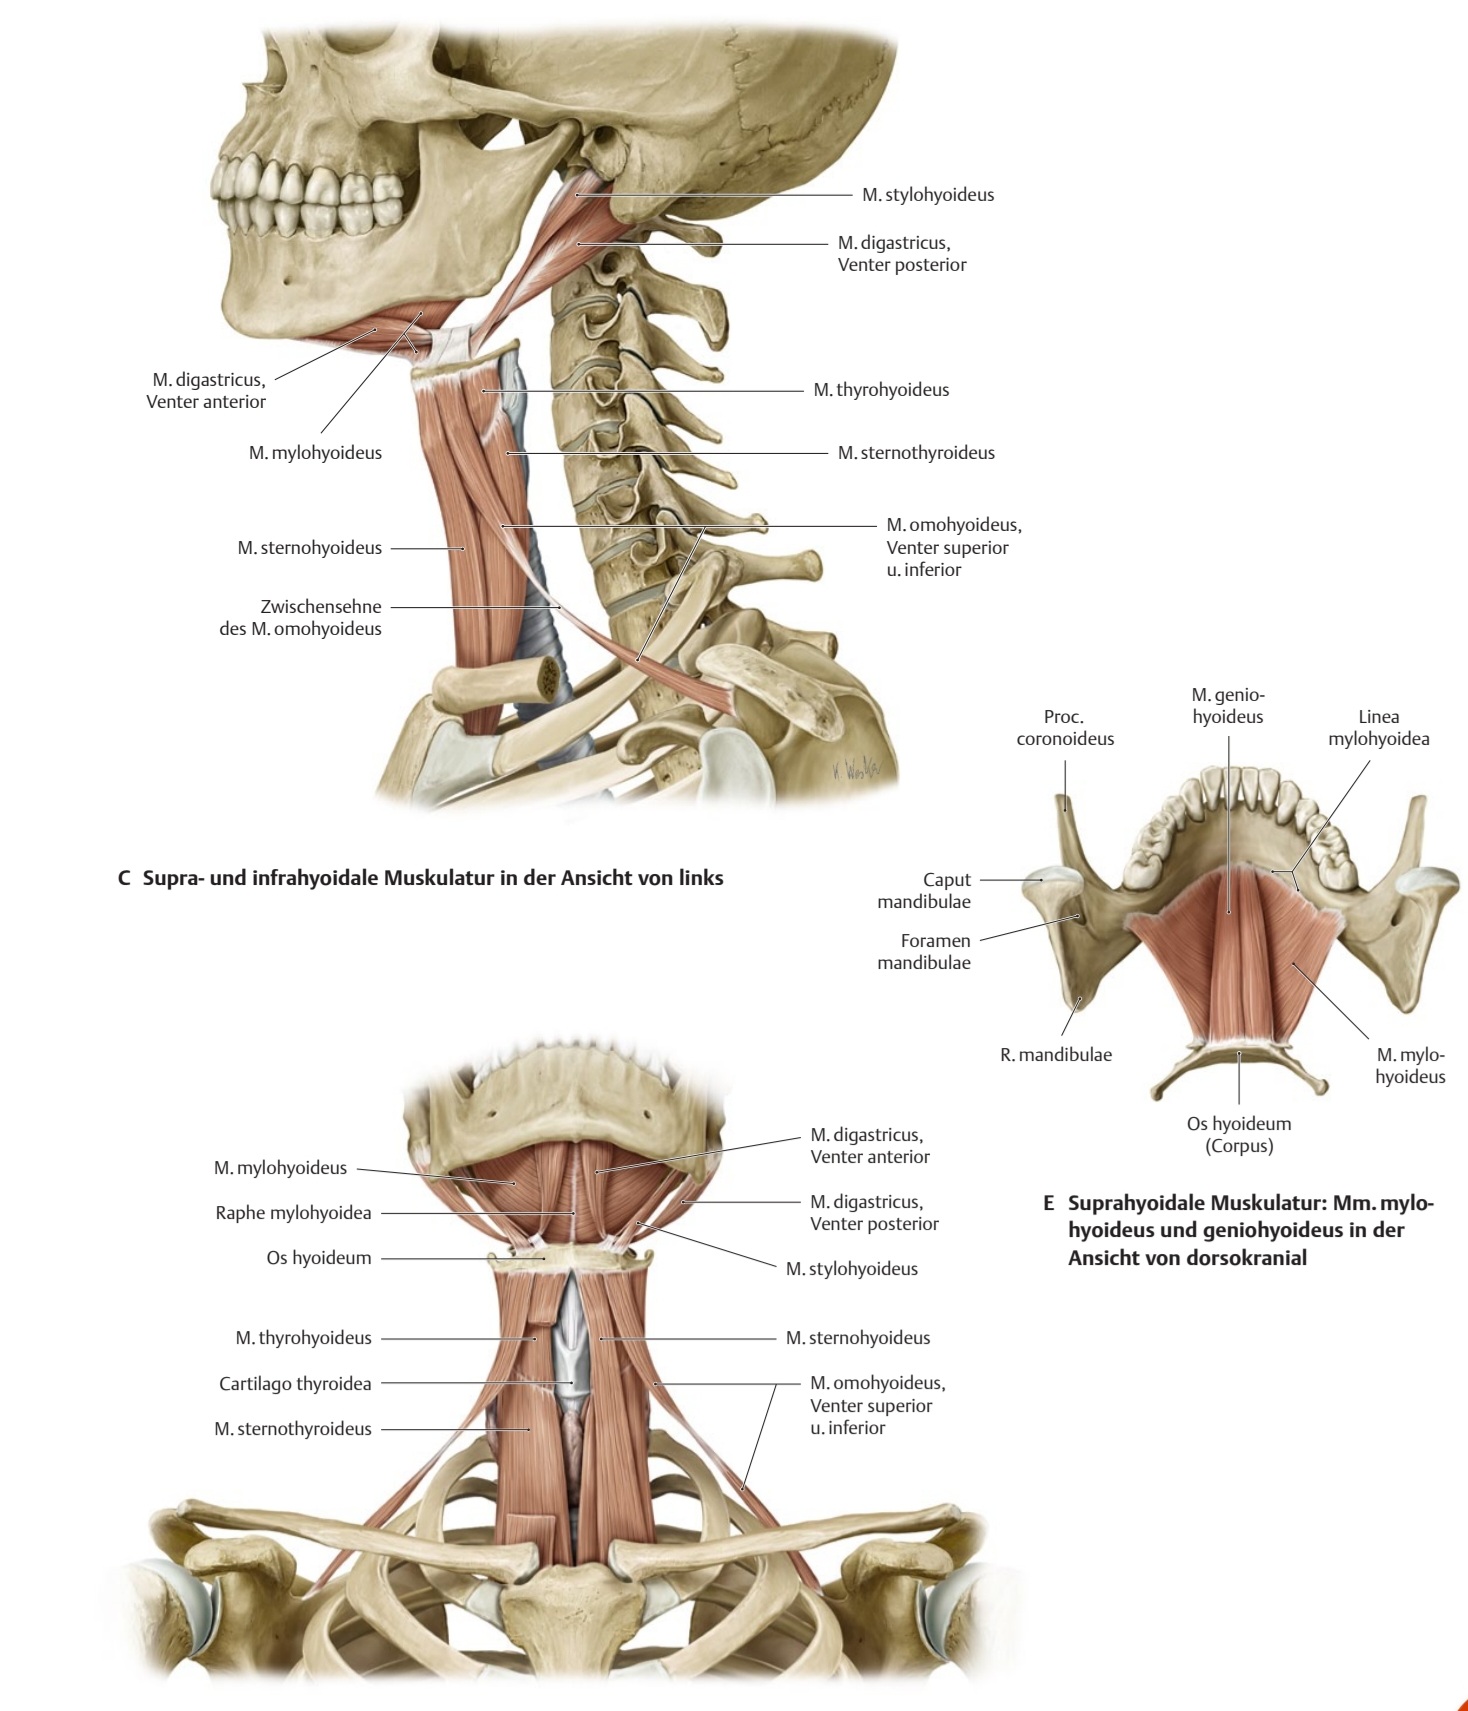 M. stylohyoideus
M. digastricus,
Venter posterior
M. digastricus,
Venter anterior
M. thyrohyoideus
M. mylohyoideus
M. sternothyroideus
M. omohyoideus,
Venter superior
u. inferior
M. sternohyoideus
Zwischensehne
des M. omohyoideus
K Wesker
C Supra- und infrahyoidale Muskulatur in der Ansicht von links
M. genio-
hyoideus
Proc.
coronoideus
Linea
mylohyoidea
Caput
mandibulae
Foramen
mandibulae
R. mandibulae
M. mylo-
hyoideus
Os hyoideum
(Corpus)
E Suprahyoidale Muskulatur: Mm. mylo-
hyoideus und geniohyoideus in der
Ansicht von dorsokranial
M. digastricus,
Venter anterior
M. mylohyoideus
M. digastricus,
Venter posterior
Raphe mylohyoidea
Os hyoideum
M. stylohyoideus
M. thyrohyoideus
M. sternohyoideus
Cartilago thyroidea
M. omohyoideus,
Venter superior
u. inferior
M. sternothyroideus